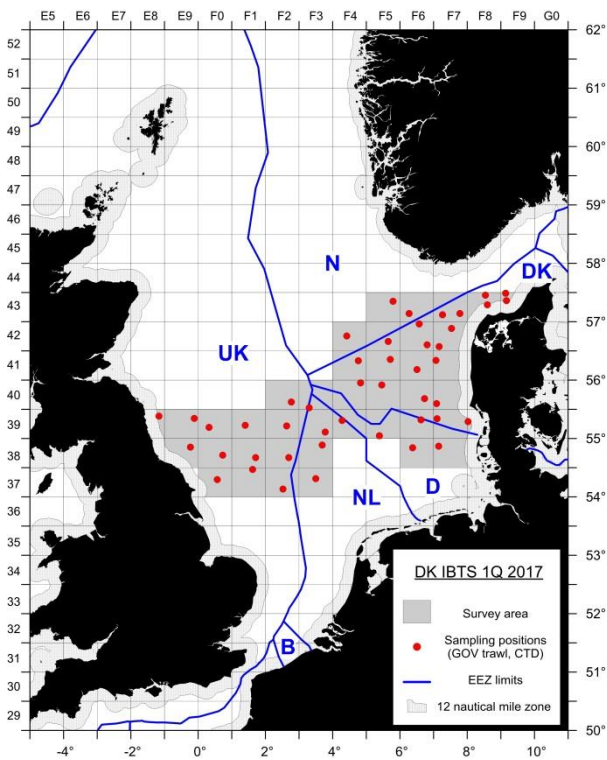 E5 E6 E7 E8 E9 F0 F1 F2 F3 F4 F5 F6 F7 F8 F9 G0
62°
52
51
61°
50
49
60°
48
47
59°
46
45
N DK 58°
44
43
57°
42
UK
41
56°
40
39
55°
38
37
D
NL 54°
36
35
53°
34
33
52°
32
B
31
51°
30
29
50°
-4° -2° 0° 2° 4° 6° 8° 10°
DK IBTS 1Q 2017
Survey area
Sampling positions
(GOV trawl, CTD)
EEZ limits
12 nautical mile zone